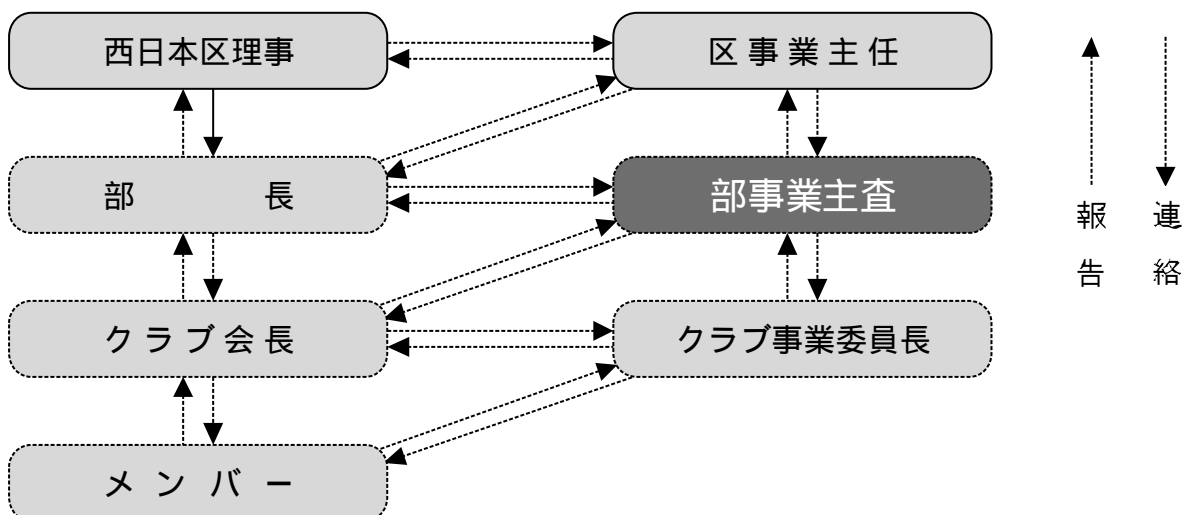 西日本区理事
区事業主任
部長
部事業主査
クラブ会長
クラブ事業委員長
メンバー
報告
連絡